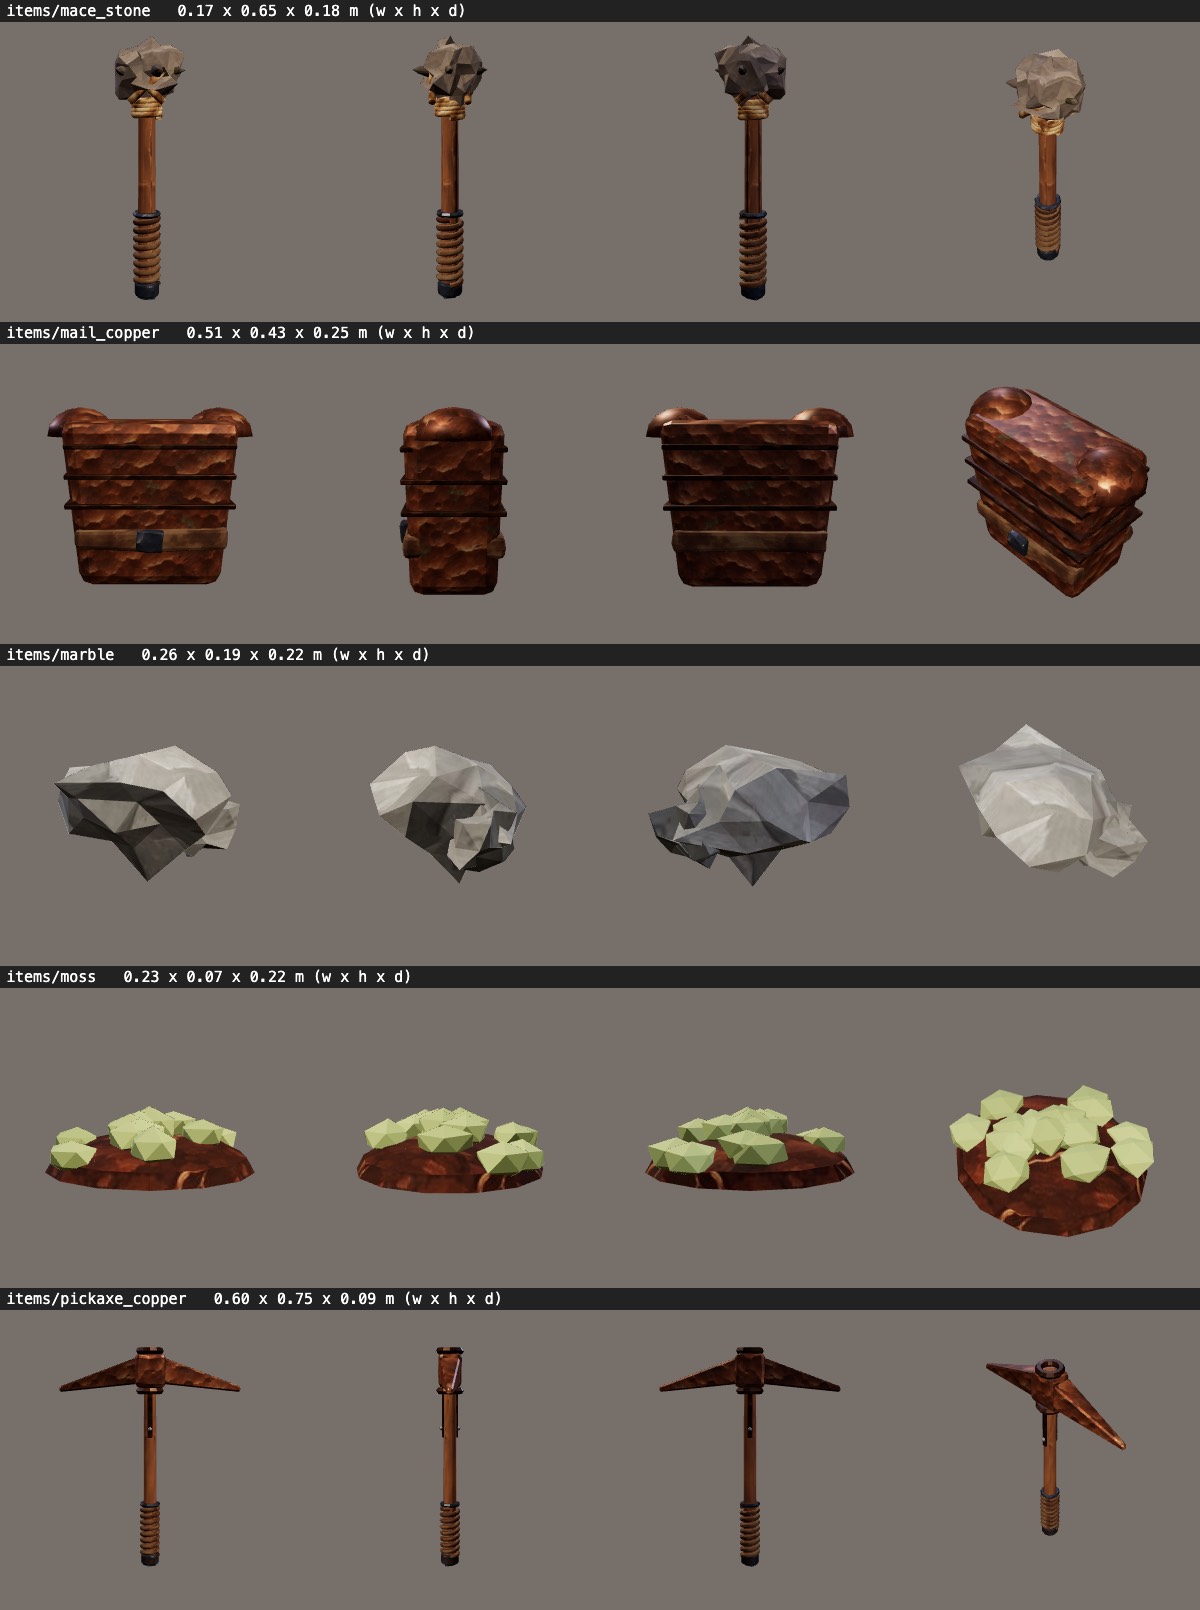 items/mace_stone   0.17 x 0.65 x 0.18 m (w x h x d)
items/mail_copper   0.51 x 0.43 x 0.25 m (w x h x d)
items/marble   0.26 x 0.19 x 0.22 m (w x h x d)
items/moss   0.23 x 0.07 x 0.22 m (w x h x d)
items/pickaxe_copper   0.60 x 0.75 x 0.09 m (w x h x d)